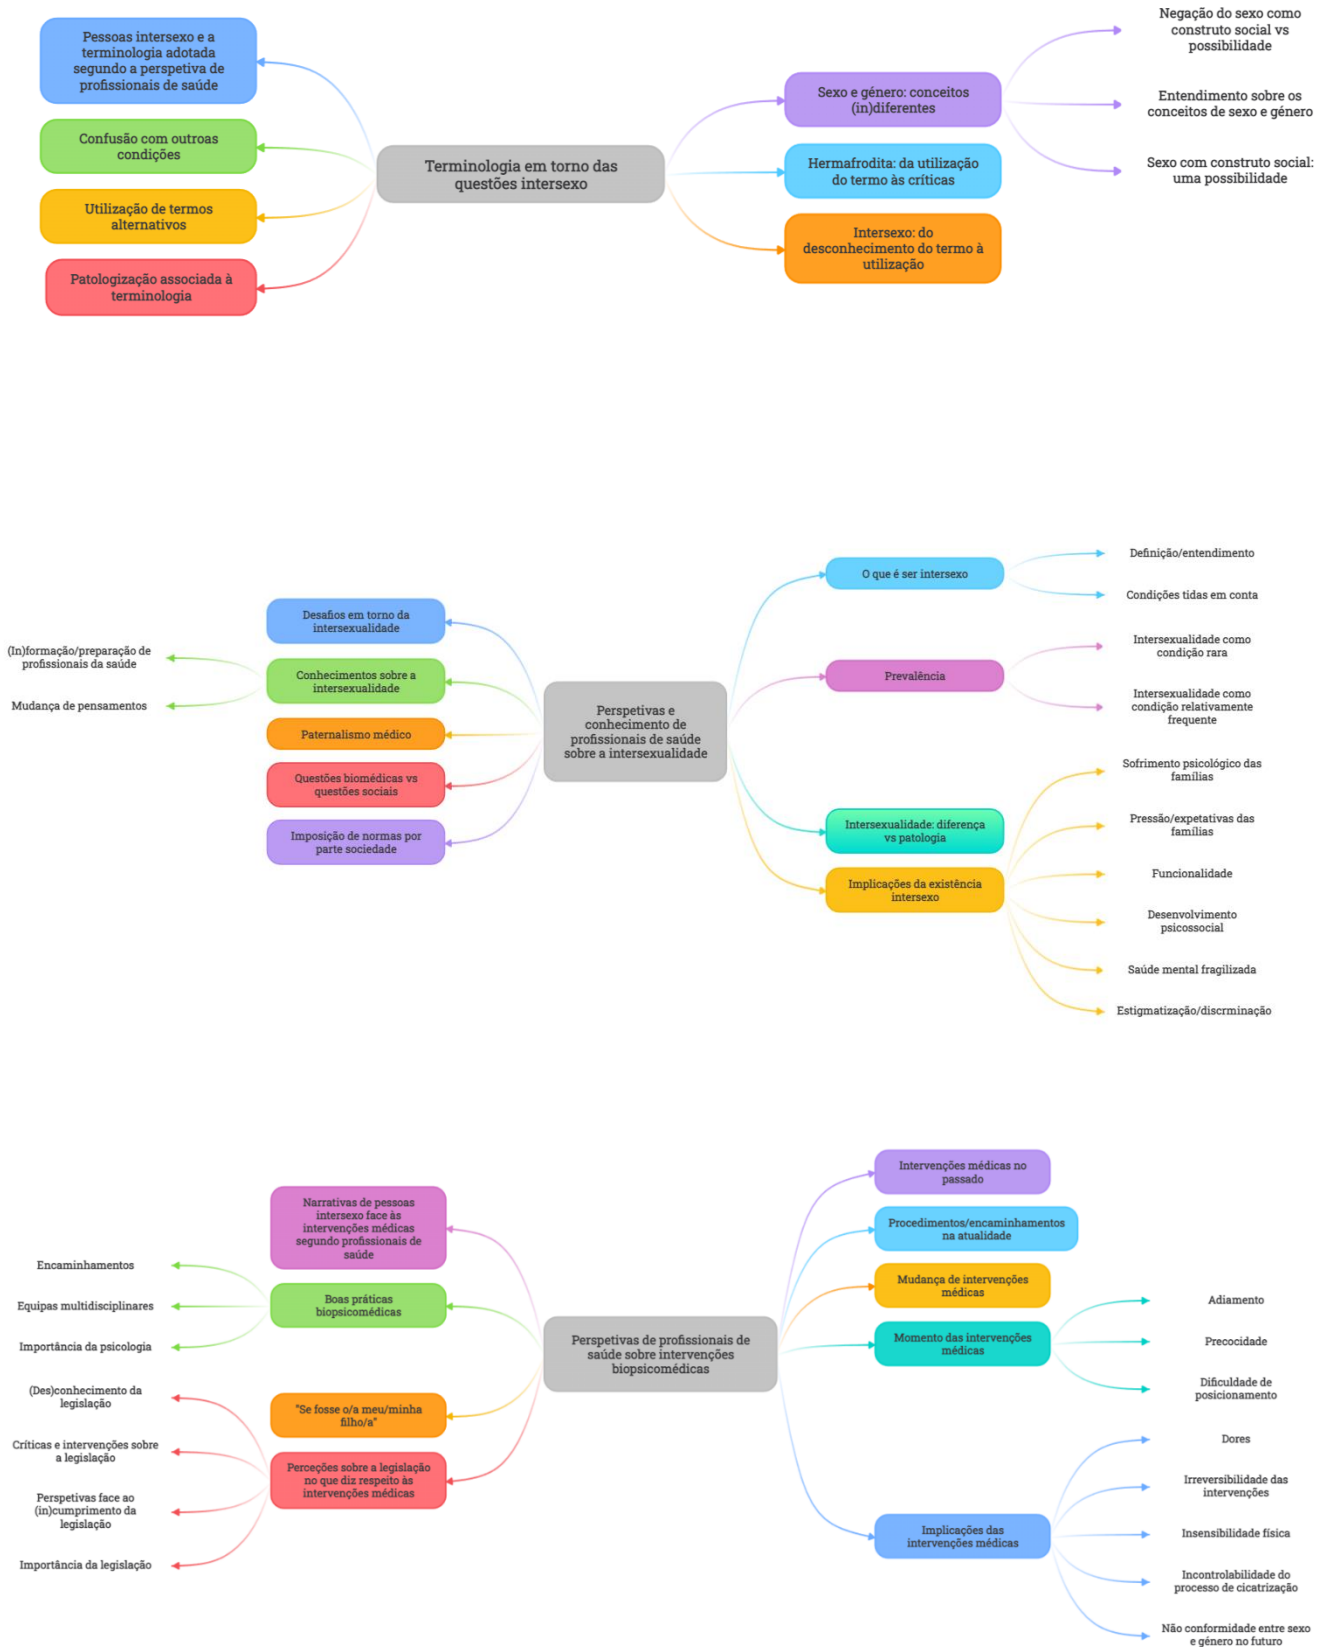 Pessoas intersexo e a
terminologia adotada
segundo a perspetiva de
profissionais de saúde
Confusão com outroas
condições
Utilização de termos
alternativos
Patologização associada à
terminologia
Terminologia em torno das
questões intersexo
Sexo e género: conceitos
(in)diferentes
Hermafrodita: da utilização
do termo às críticas
Intersexo: do
desconhecimento do termo à
utilização
Negação do sexo como
construto social vs
possibilidade
Entendimento sobre os
conceitos de sexo e género
Sexo com construto social:
uma possibilidade
(In)formação/preparação de
profissionais da saúde
Mudança de pensamentos
Desafios em torno da
intersexualidade
Conhecimentos sobre a
intersexualidade
Paternalismo médico
Questões biomédicas vs
questões sociais
Imposição de normas por
parte sociedade
Perspetivas e
conhecimento de
profissionais de saúde
sobre a intersexualidade
O que é ser intersexo
Prevalência
Intersexualidade: diferença
vs patologia
Implicações da existência
intersexo
Definição/entendimento
Condições tidas em conta
Intersexualidade como
condição rara
Intersexualidade como
condição relativamente
frequente
Sofrimento psicológico das
famílias
Pressão/expetativas das
famílias
Funcionalidade
Desenvolvimento
psicossocial
Saúde mental fragilizada
Estigmatização/discrminação
Encaminhamentos
Equipas multidisciplinares
Importância da psicologia
(Des)conhecimento da
legislação
Críticas e intervenções sobre
a legislação
Perspetivas face ao
(in)cumprimento da
legislação
Importância da legislação
Narrativas de pessoas
intersexo face às
intervenções médicas
segundo profissionais de
saúde
Boas práticas
biopsicomédicas
"Se fosse o/a meu/minha
filho/a"
Perceções sobre a legislação
no que diz respeito às
intervenções médicas
Perspetivas de profissionais de
saúde sobre intervenções
biopsicomédicas
Intervenções médicas no
passado
Procedimentos/encaminhamentos
na atualidade
Mudança de intervenções
médicas
Momento das intervenções
médicas
Implicações das
intervenções médicas
Adiamento
Precocidade
Dificuldade de
posicionamento
Dores
Irreversibilidade das
intervenções
Insensibilidade física
Incontrolabilidade do
processo de cicatrização
Não conformidade entre sexo
e género no futuro